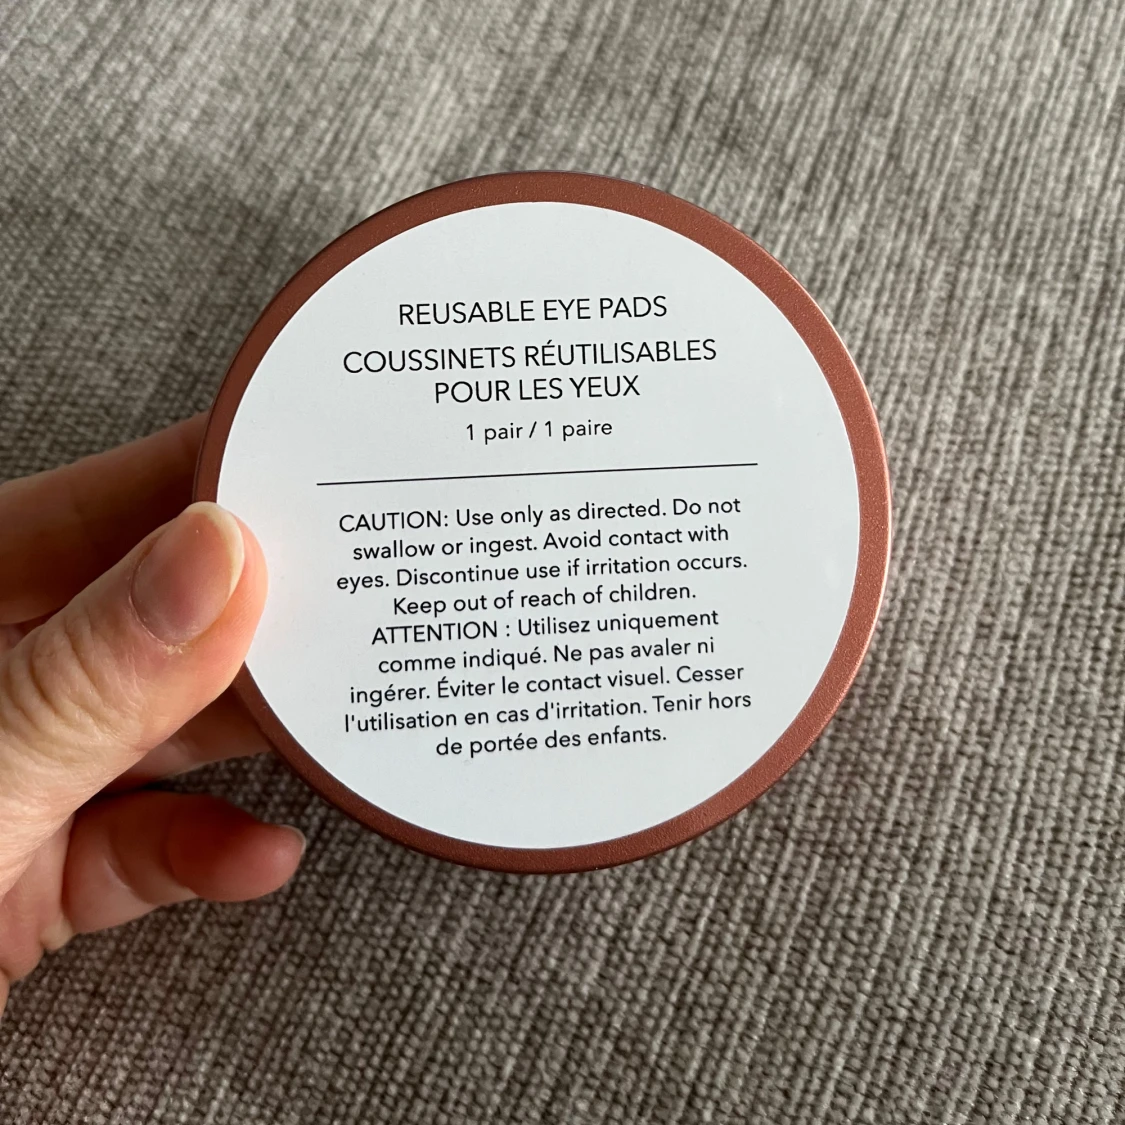 REUSABLE EYE PADS
COUSSINETS RÉUTILISABLES
POUR LES YEUX
1 pair / 1 paire
CAUTION: Use only as directed. Do not
swallow or ingest. Avoid contact with
eyes. Discontinue use if irritation occurs.
Keep out of reach of children.
ATTENTION : Utilisez uniquement
comme indiqué. Ne pas avaler ni
ingérer. Éviter le contact visuel. Cesser
l'utilisation en cas d'irritation. Tenir hors
de portée des enfants.